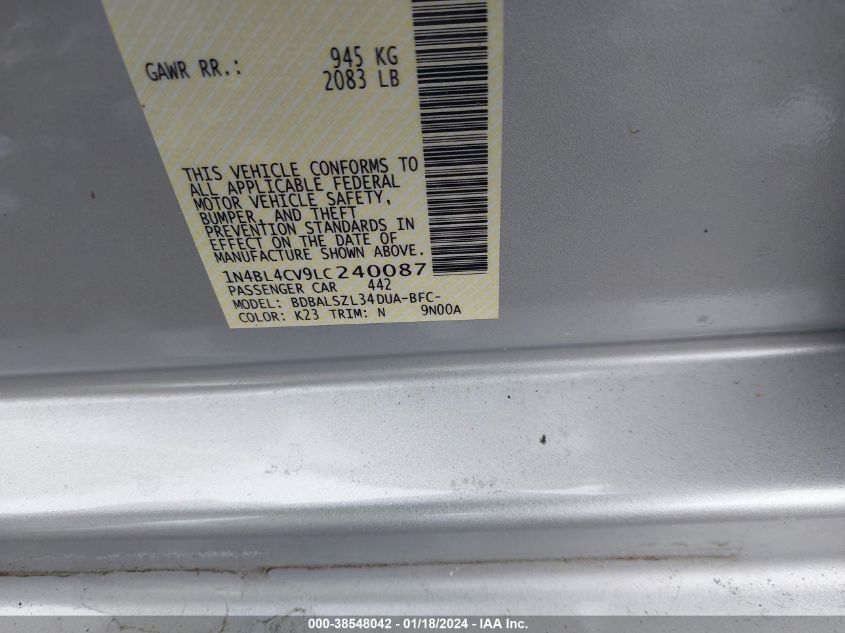 GAWR RR.: 945 KG
2083 LB
THIS VEHICLE CONFORMS TO
ALL APPLICABLE FEDERAL
MOTOR VEHICLE SAFETY,
BUMPER, AND THEFT
PREVENTION STANDARDS IN
EFFECT ON THE DATE OF
MANUFACTURE SHOWN ABOVE.
1N4BL4CV9LC240087
PASSENGER CAR 442
MODEL: BDBALSZL34DUA-BFC-
COLOR: K23 TRIM: N 9N00A
000-38548042 / 01/18/2024 - IAA Inc.